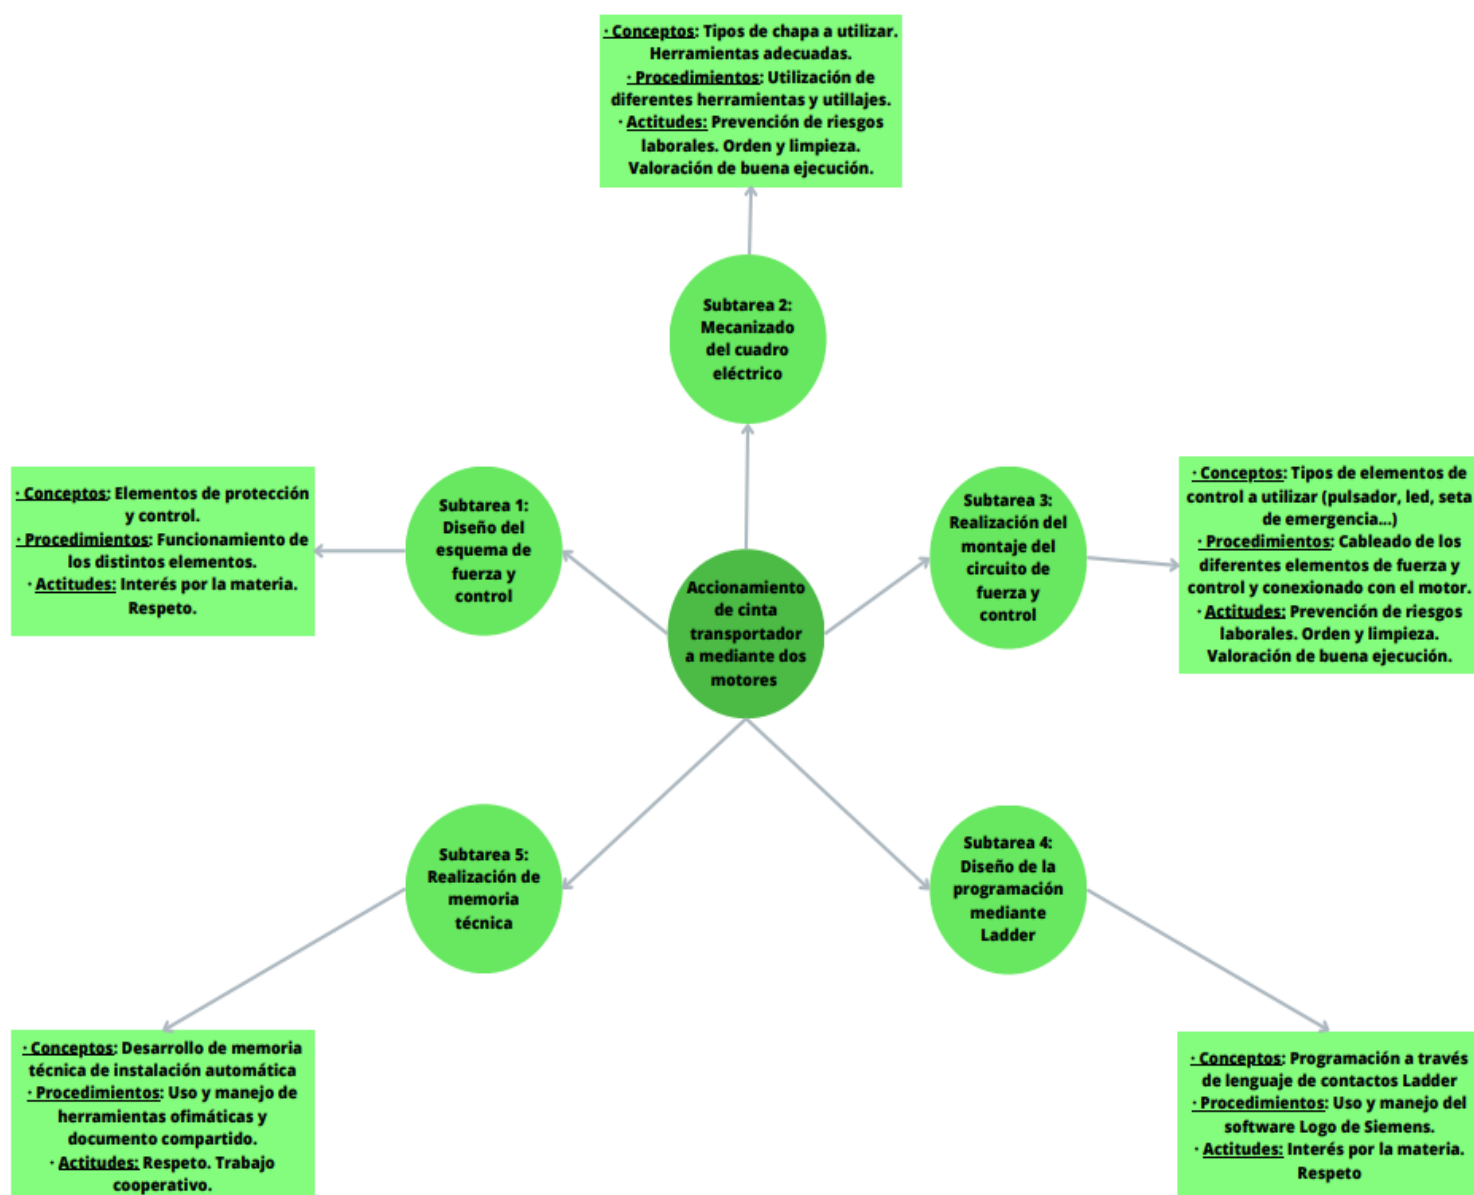 · Conceptos: Tipos de chapa a utilizar.
Herramientas adecuadas.
· Procedimientos: Utilización de
diferentes herramientas y utillajes.
· Actitudes: Prevención de riesgos
laborales. Orden y limpieza.
Valoración de buena ejecución.
Subtarea 2:
Mecanizado
del cuadro
eléctrico
· Conceptos: Elementos de protección
y control.
· Procedimientos: Funcionamiento de
los distintos elementos.
· Actitudes: Interés por la materia.
Respeto.
Subtarea 1:
Diseño del
esquema de
fuerza y
control
Accionamiento
de cinta
transportador
a mediante dos
motores
Subtarea 3:
Realización del
montaje del
circuito de
fuerza y
control
· Conceptos: Tipos de elementos de
control a utilizar (pulsador, led, seta
de emergencia...)
· Procedimientos: Cableado de los
diferentes elementos de fuerza y
control y conexionado con el motor.
· Actitudes: Prevención de riesgos
laborales. Orden y limpieza.
Valoración de buena ejecución.
Subtarea 5:
Realización de
memoria
técnica
Subtarea 4:
Diseño de la
programación
mediante
Ladder
· Conceptos: Desarrollo de memoria
técnica de instalación automática
· Procedimientos: Uso y manejo de
herramientas ofimáticas y
documento compartido.
· Actitudes: Respeto. Trabajo
cooperativo.
· Conceptos: Programación a través
de lenguaje de contactos Ladder
· Procedimientos: Uso y manejo del
software Logo de Siemens.
· Actitudes: Interés por la materia.
Respeto